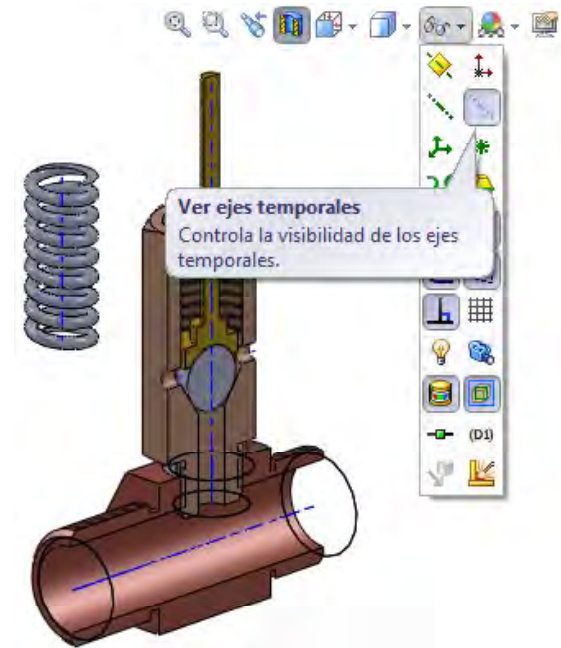 Ver ejes temporales
Controla la visibilidad de los ejes
temporales.
(D1)